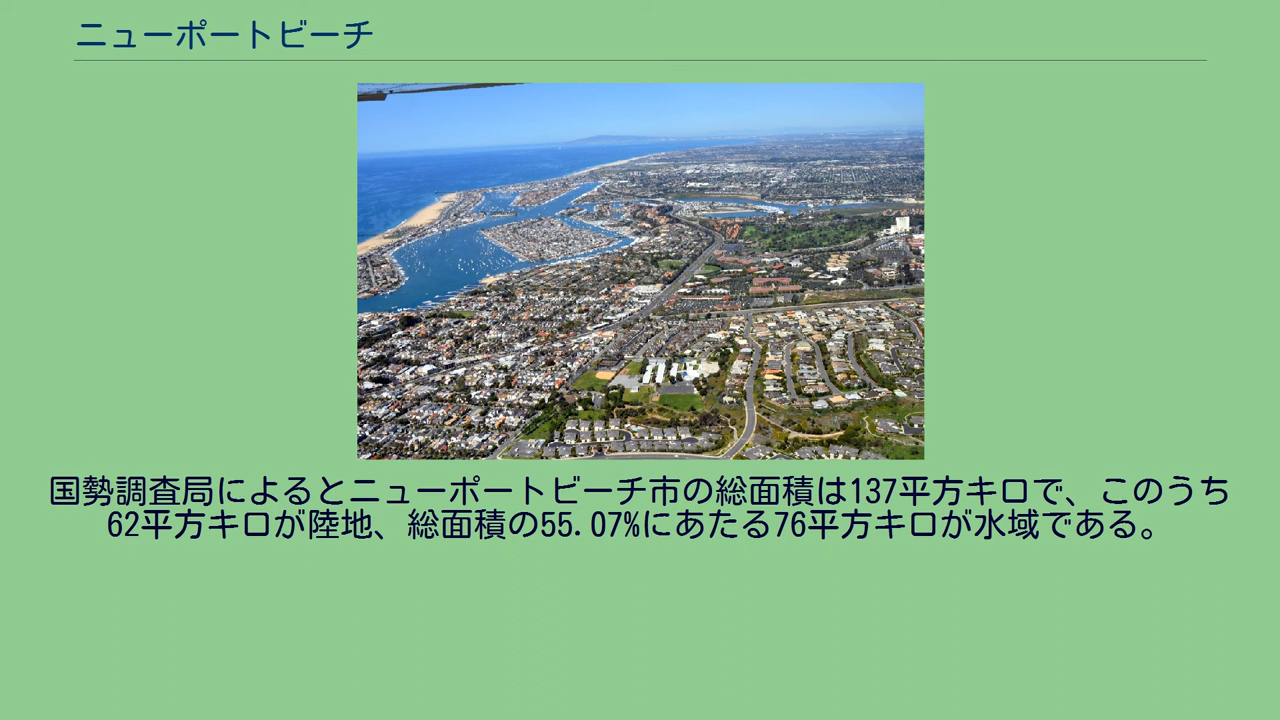 ニューポートビーチ
国勢調査局によるとニューポートビーチ市の総面積は137平方キロで、このうち
62平方キロが陸地、総面積の55.07%にあたる76平方キロが水域である。